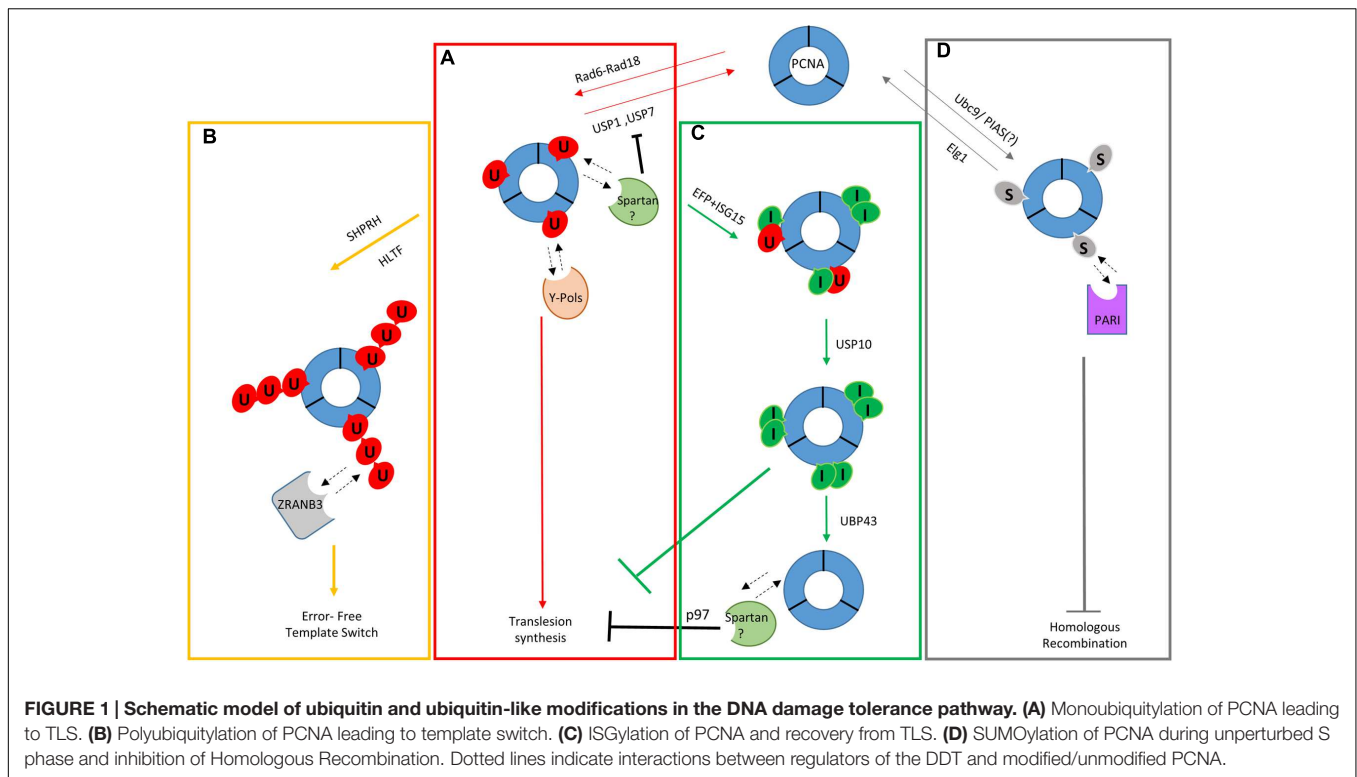 A
D
B
C
PCNA
Rad6-Rad18
USP1 ,USP7
U
U
U
Spartan
?
Y-Pols
Translesion
synthesis
SHPRH
HLTF
U
U
U
U
U
U
U
U
U
ZRANB3
Error- Free
Template Switch
EFP+ISG15
I
U
I
I
I
U
USP10
I
I
I
I
I
I
UBP43
Spartan
?
p97
Ubc9/ PIAS(?)
Elg1
S
S
S
PARI
Homologous
Recombination
FIGURE 1 | Schematic model of ubiquitin and ubiquitin-like modifications in the DNA damage tolerance pathway. (A) Monoubiquitylation of PCNA leading
to TLS. (B) Polyubiquitylation of PCNA leading to template switch. (C) ISGylation of PCNA and recovery from TLS. (D) SUMOylation of PCNA during unperturbed S
phase and inhibition of Homologous Recombination. Dotted lines indicate interactions between regulators of the DDT and modified/unmodified PCNA.